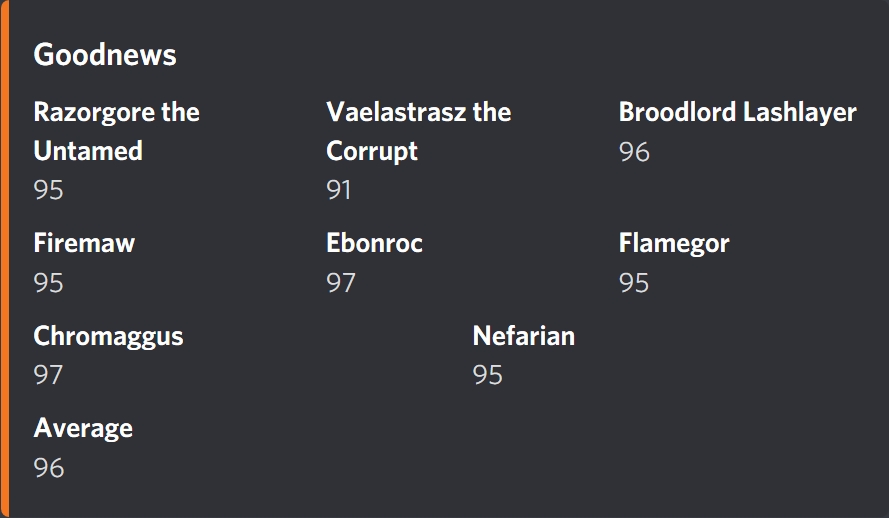 Goodnews
Razorgore the
Untamed
95
Vaelastrasz the
Corrupt
91
Broodlord Lashlayer
96
Firemaw
95
Ebonroc
97
Flamegor
95
Chromaggus
97
Nefarian
95
Average
96